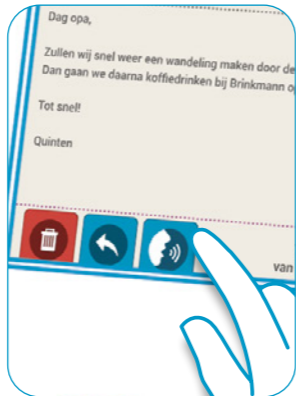 Dag opa,
Zullen wij snel weer een wandeling maken door de
Dan gaan we daarna koffiedrinken bij Brinkmann
Tot snel!
Quinten
van